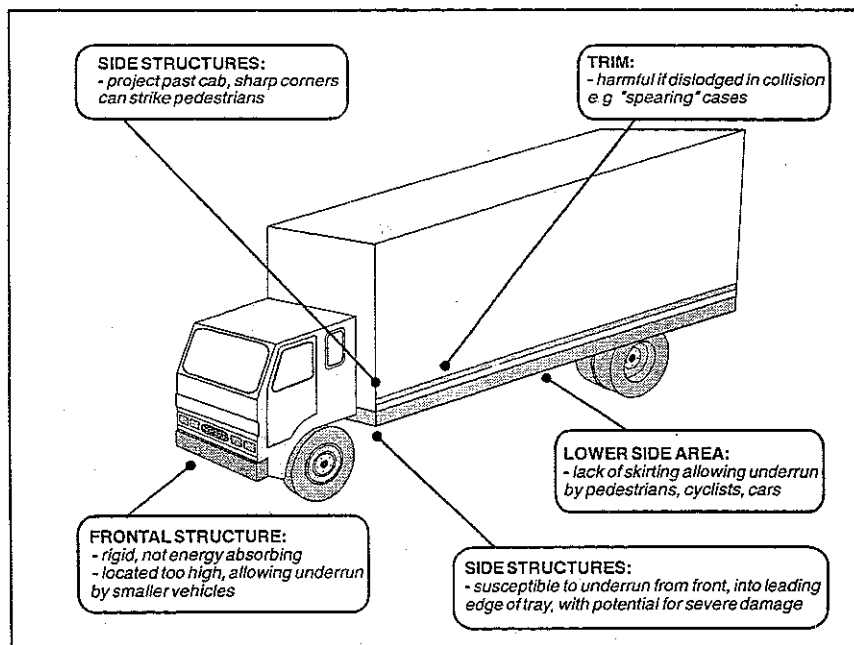 SIDE STRUCTURES:
- project past cab, sharp corners
can strike pedestrians
TRIM:
- harmful if dislodged in collision
e.g "spearing" cases
LOWER SIDE AREA:
- lack of skirting allowing underrun
by pedestrians, cyclists, cars
FRONTAL STRUCTURE:
- rigid, not energy absorbing
- located too high, allowing underrun
by smaller vehicles
SIDE STRUCTURES:
- susceptible to underrun from front, into leading
edge of tray, with potential for severe damage